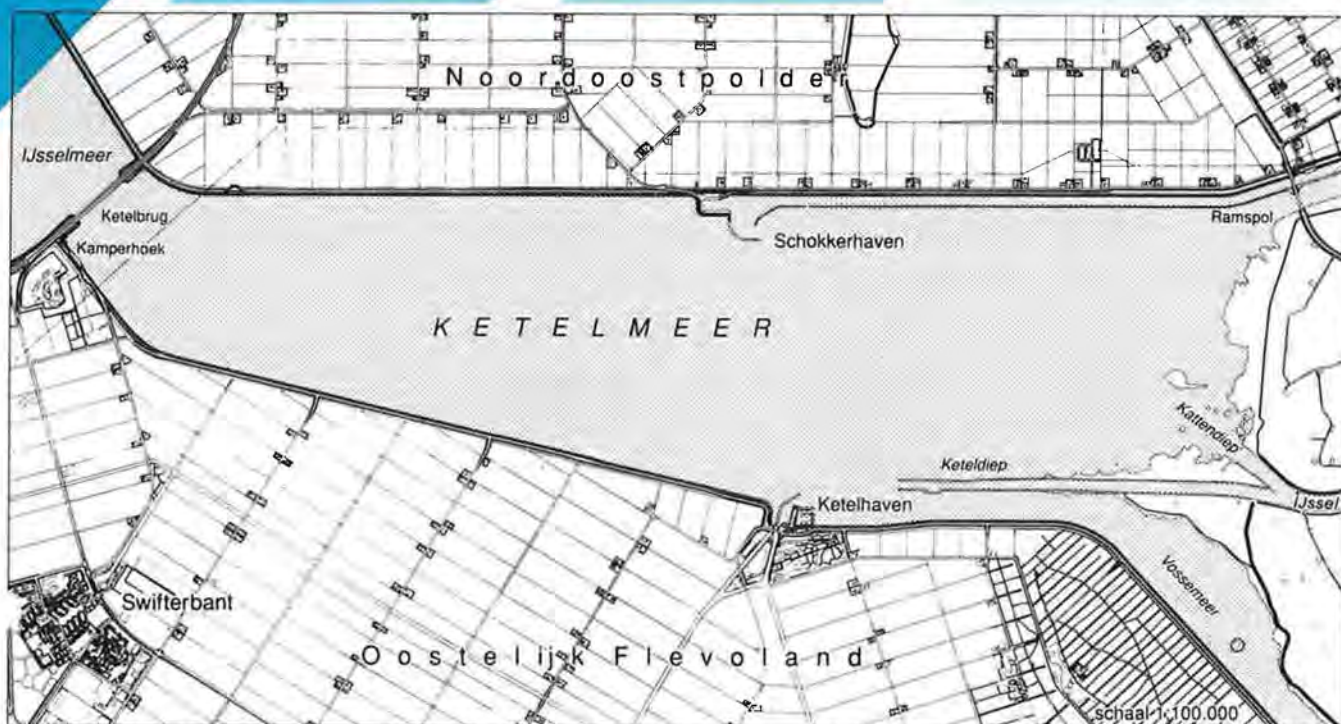 Noordoostpolder
IJsselmeer
Ketelbrug
Ramspol
Kamperhoek
Schokkerhaven
KETELMEER
Kattendiep
Keteldiep
Ketelhaven
IJssel
Vossemeer
Swifterbant
Oostelijk Flevoland
schaal 1:100.000